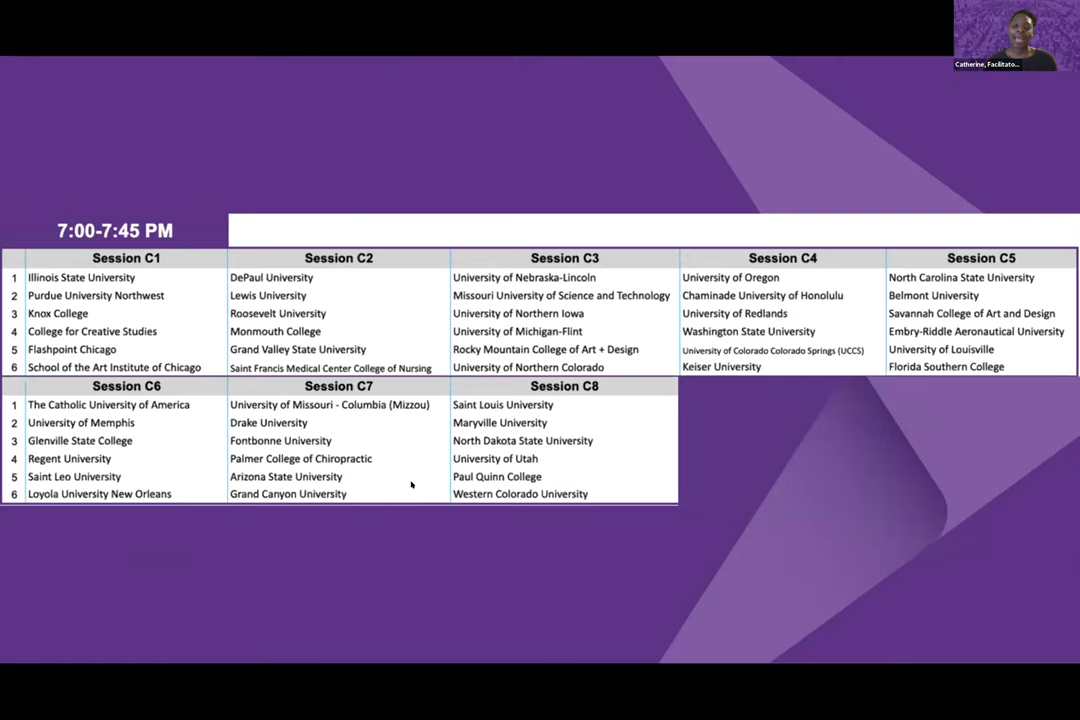 Catherine, Facilitato...
7:00-7:45 PM
Session C1 Session C2 Session C3 Session C4 Session C5
1 Illinois State University DePaul University University of Nebraska-Lincoln University of Oregon North Carolina State University
2 Purdue University Northwest Lewis University Missouri University of Science and Technology Chaminade University of Honolulu Belmont University
3 Knox College Roosevelt University University of Northern Iowa University of Redlands Savannah College of Art and Design
4 College for Creative Studies Monmouth College University of Michigan-Flint Washington State University Embry-Riddle Aeronautical University
5 Flashpoint Chicago Grand Valley State University Rocky Mountain College of Art + Design University of Colorado Colorado Springs (UCCS) University of Louisville
6 School of the Art Institute of Chicago Saint Francis Medical Center College of Nursing University of Northern Colorado Keiser University Florida Southern College
Session C6 Session C7 Session C8
1 The Catholic University of America University of Missouri - Columbia (Mizzou) Saint Louis University
2 University of Memphis Drake University Maryville University
3 Glenville State College Fontbonne University North Dakota State University
4 Regent University Palmer College of Chiropractic University of Utah
5 Saint Leo University Arizona State University Paul Quinn College
6 Loyola University New Orleans Grand Canyon University Western Colorado University